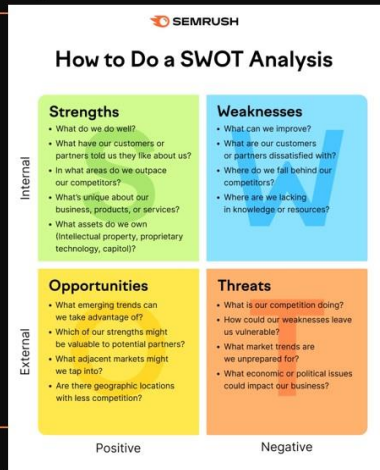 SEMRUSH
How to Do a SWOT Analysis
Internal
Strengths
• What do we do well?
• What have our customers or
partners told us they like about us?
• In what areas do we outpace
our competitors?
• What's unique about our
business, products, or services?
• What assets do we own
(Intellectual property, proprietary
technology, capitol)?
S
Weaknesses
• What can we improve?
• What are our customers
or partners dissatisfied with?
• Where do we fall behind our
competitors?
• Where are we lacking
in knowledge or resources?
W
External
Opportunities
• What emerging trends can
we take advantage of?
• Which of our strengths might
be valuable to potential partners?
• What adjacent markets might
we tap into?
• Are there geographic locations
with less competition?
O
Threats
• What is our competition doing?
• How could our weaknesses leave
us vulnerable?
• What market trends are
we unprepared for?
• What economic or political issues
could impact our business?
T
Positive
Negative